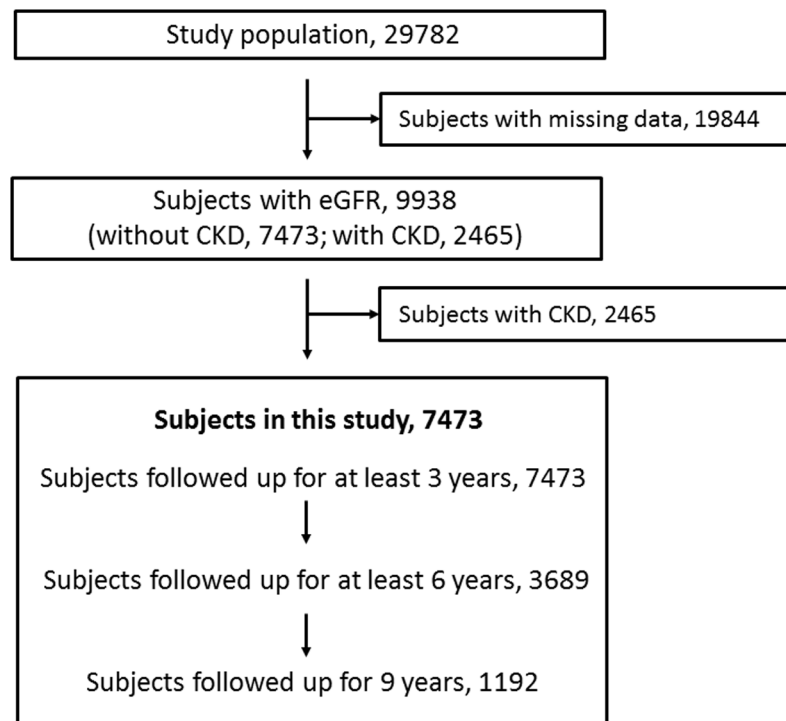 Study population, 29782
Subjects with missing data, 19844
Subjects with eGFR, 9938
(without CKD, 7473; with CKD, 2465)
Subjects with CKD, 2465
Subjects in this study, 7473
Subjects followed up for at least 3 years, 7473
Subjects followed up for at least 6 years, 3689
Subjects followed up for 9 years, 1192